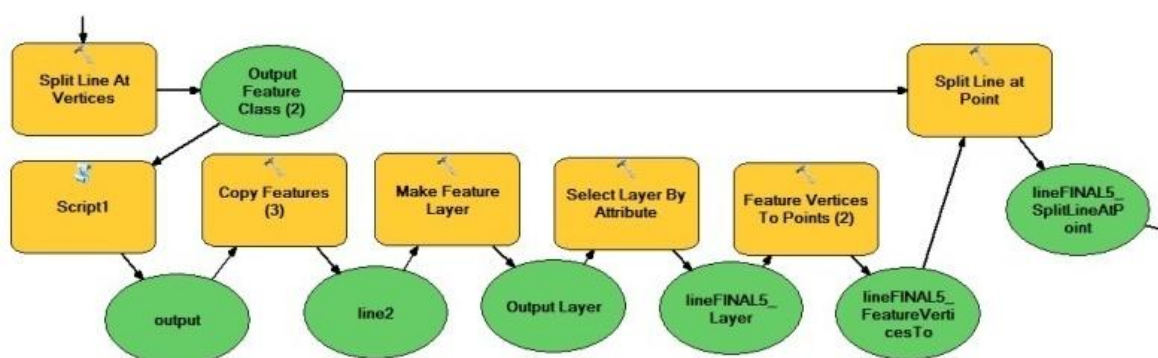 Split Line At
Vertices
Output
Feature
Class (2)
Split Line at
Point
Script1
Copy Features
(3)
Make Feature
Layer
Select Layer By
Attribute
Feature Vertices
To Points (2)
lineFINAL5_
SplitLineAtP
oint
output
line2
Output Layer
lineFINAL5_
Layer
lineFINAL5_
FeatureVerti
cesTo